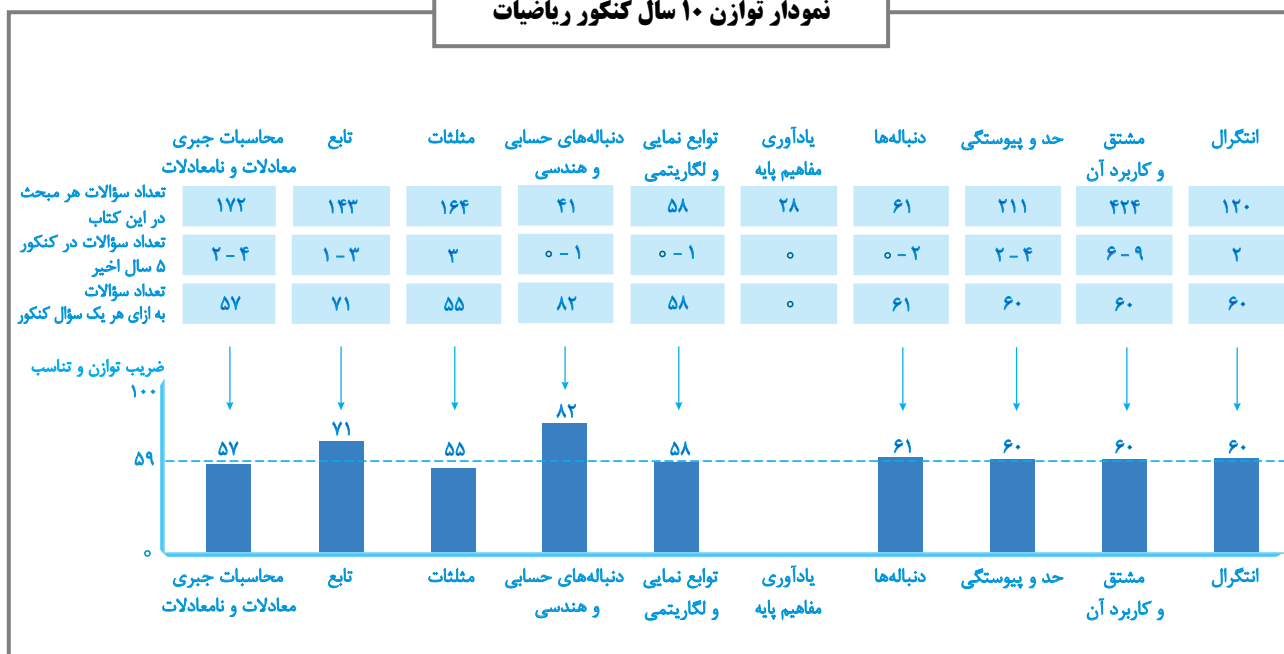 نمودار توازن ۱۰ سال کنکور ریاضیات
محاسبات جبری
معادلات و نامعادلات
تابع
مثلثات
دنباله‌های حسابی
و هندسی
توابع نمایی
و لگاریتمی
یادآوری
مفاهیم پایه
دنباله‌ها
حد و پیوستگی
مشتق
و کاربرد آن
انتگرال
تعداد سؤالات هر مبحث
در این کتاب
۱۷۲ ۱۴۳ ۱۶۴ ۴۱ ۵۸ ۲۸ ۶۱ ۲۱۱ ۴۲۴ ۱۲۰
تعداد سؤالات در کنکور
۵ سال اخیر
۲ - ۴ ۱ - ۳ ۳ ۰ - ۱ ۰ - ۱ ۰ ۰ - ۲ ۲ - ۴ ۶ - ۹ ۲
تعداد سؤالات
به ازای هر یک سؤال کنکور
۵۷ ۷۱ ۵۵ ۸۲ ۵۸ ۰ ۶۱ ۶۰ ۶۰ ۶۰
ضریب توازن و تناسب
۱۰۰
۵۹
۰
۵۷ ۷۱ ۵۵ ۸۲ ۵۸ ۶۱ ۶۰ ۶۰ ۶۰
محاسبات جبری
معادلات و نامعادلات
تابع
مثلثات
دنباله‌های حسابی
و هندسی
توابع نمایی
و لگاریتمی
یادآوری
مفاهیم پایه
دنباله‌ها
حد و پیوستگی
مشتق
و کاربرد آن
انتگرال